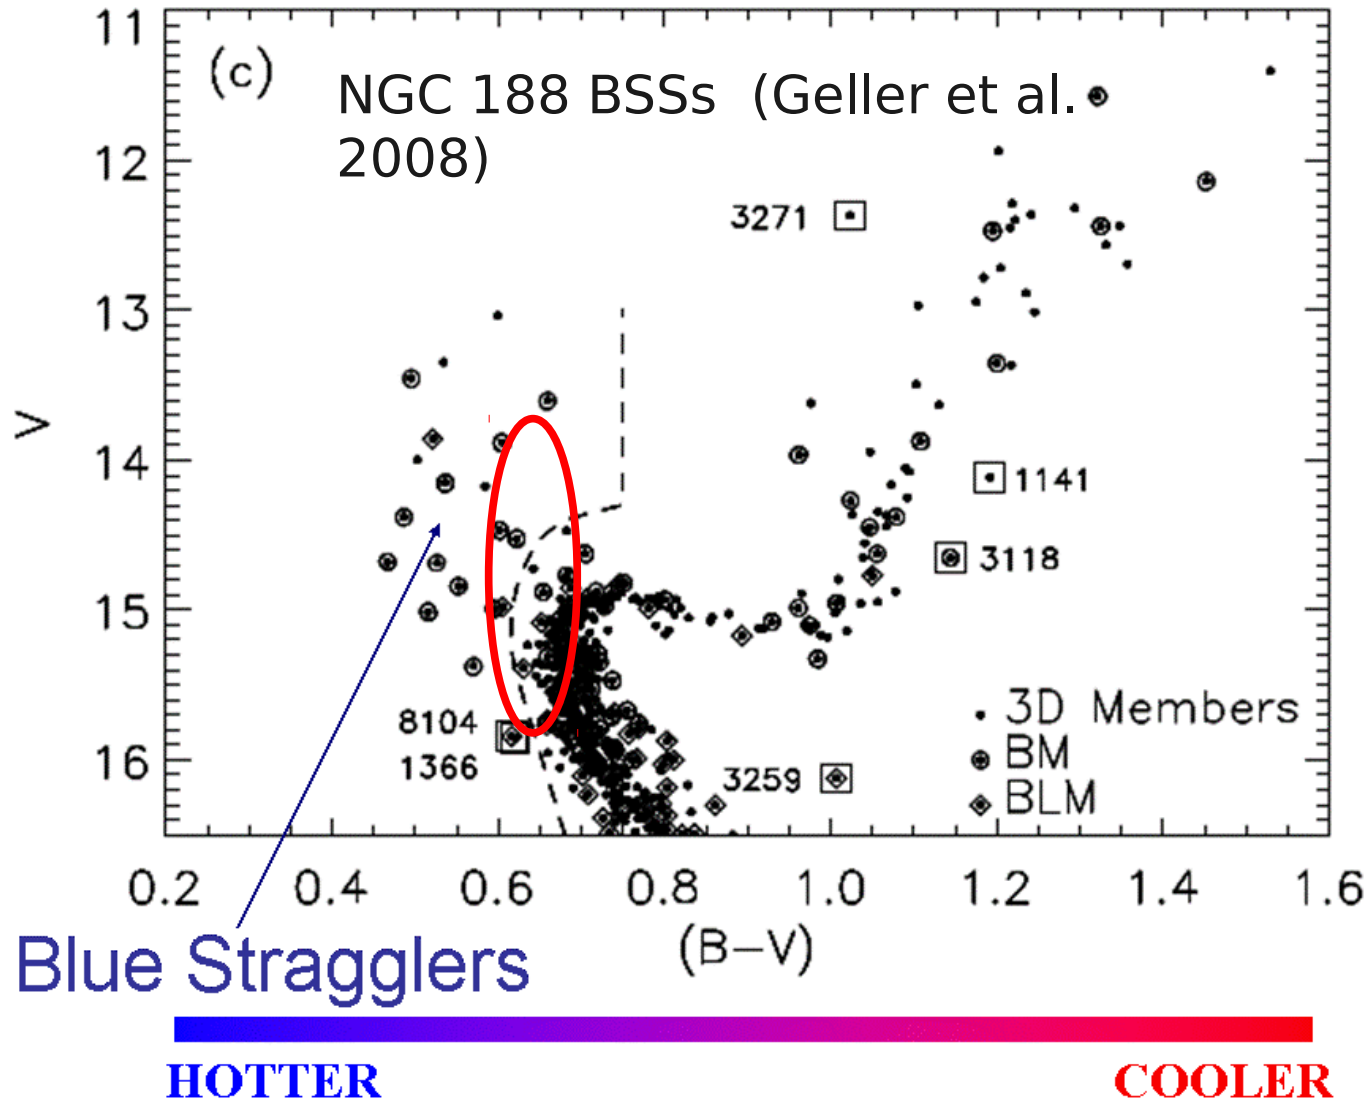 11
(c)
NGC 188 BSSs (Geller et al.
2008)
12
3271
13
V
14
1141
3118
15
8104
3D Members
16
1366
3259
BM
BLM
0.2 0.4 0.6 0.8 1.0 1.2 1.4 1.6
(B−V)
Blue Stragglers
HOTTER
COOLER